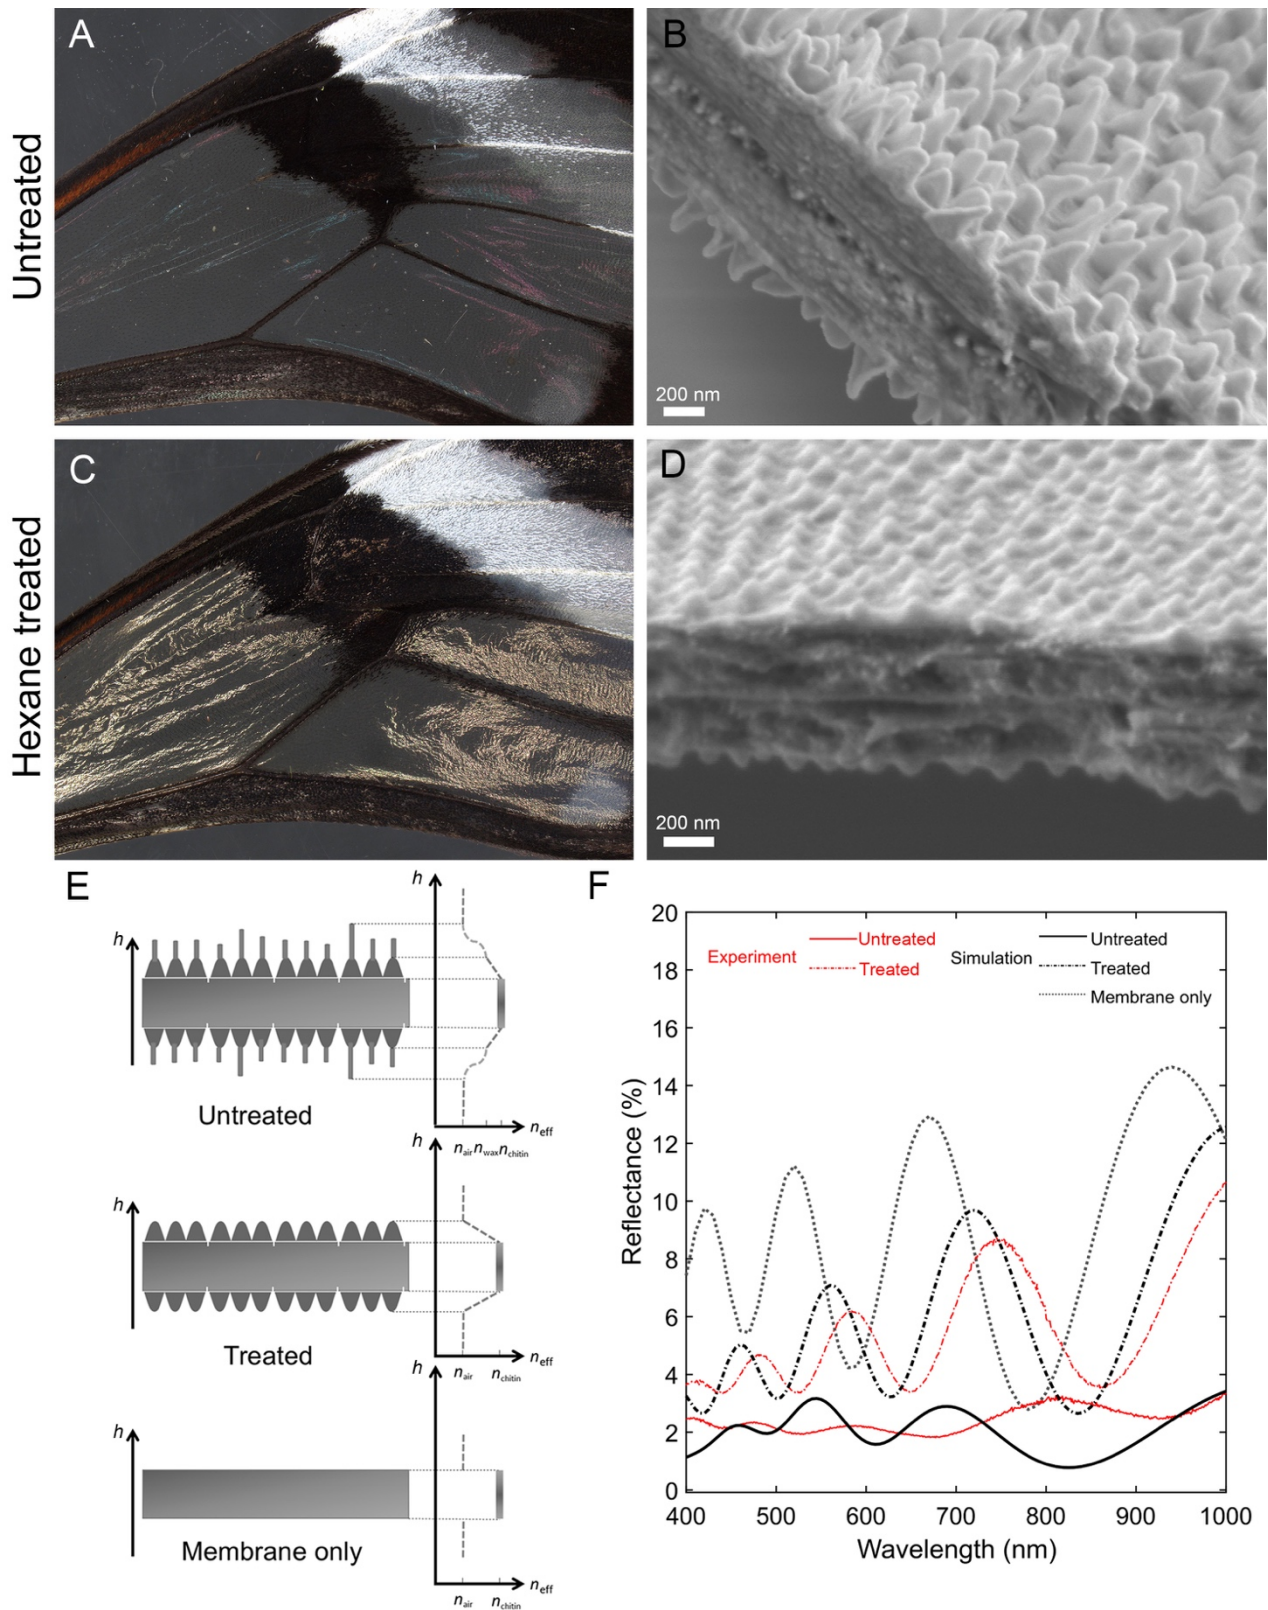 A
B
Untreated
200 nm
C
D
Hexane treated
200 nm
E
h
h
Untreated
n_air n_wax n_chitin n_eff
h
h
Treated
n_air n_chitin n_eff
h
h
Membrane only
n_air n_chitin n_eff
F
20
18
16
14
12
10
8
6
4
2
0
Reflectance (%)
Experiment
Untreated
Treated
Simulation
Untreated
Treated
Membrane only
400 500 600 700 800 900 1000
Wavelength (nm)